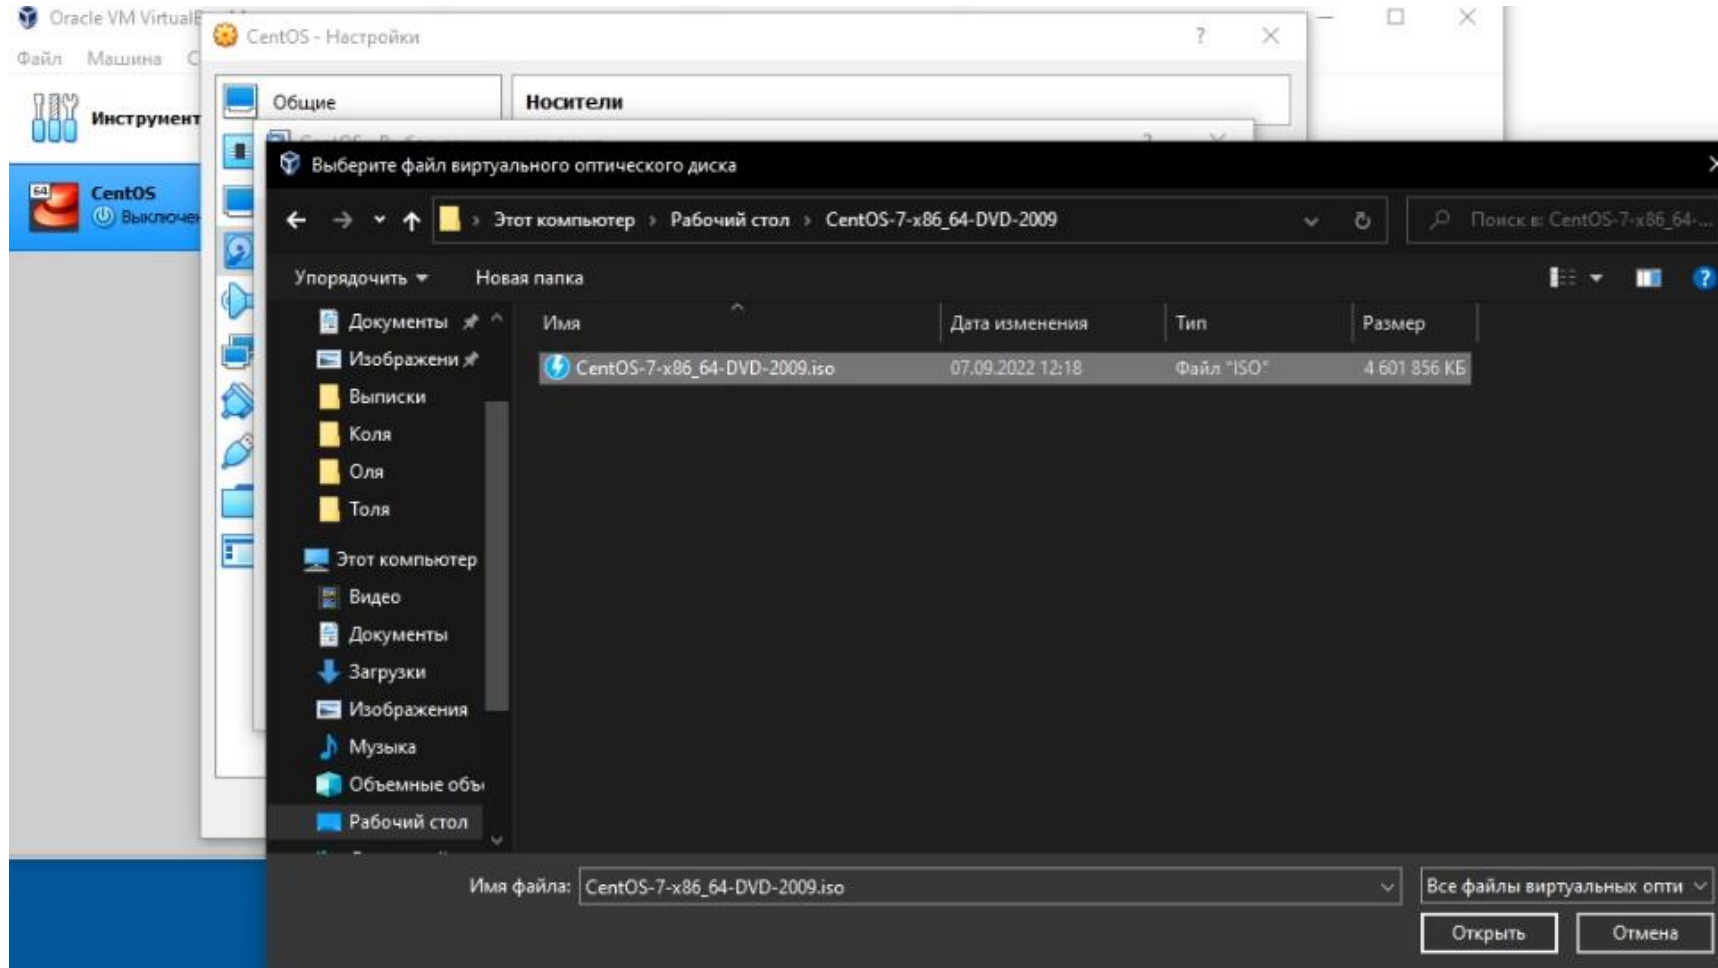 Oracle VM VirtualB
CentOS - Настройки
?
Файл Машина С
Общие
Носители
Инструмент
CentOS
64
Выключен
Выберите файл виртуального оптического диска
Этот компьютер › Рабочий стол › CentOS-7-x86_64-DVD-2009
Поиск в: CentOS-7-x86_64-...
Упорядочить
Новая папка
?
Имя
Дата изменения
Тип
Размер
CentOS-7-x86_64-DVD-2009.iso
07.09.2022 12:18
Файл "ISO"
4 601 856 КБ
Документы
Изображени
Выписки
Коля
Оля
Толя
Этот компьютер
Видео
Документы
Загрузки
Изображения
Музыка
Объемные объ
Рабочий стол
Имя файла: CentOS-7-x86_64-DVD-2009.iso
Все файлы виртуальных опти
Открыть
Отмена